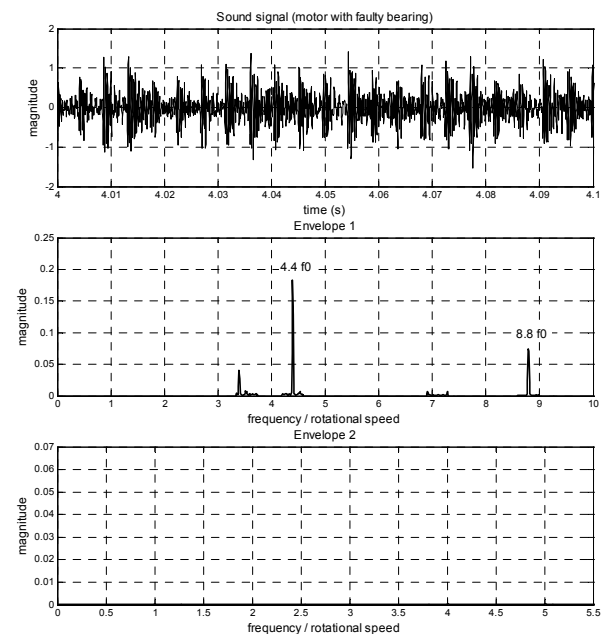 Sound signal (motor with faulty bearing)
2
1
0
-1
-2
magnitude
4 4.01 4.02 4.03 4.04 4.05 4.06 4.07 4.08 4.09 4.1
time (s)
Envelope 1
0.25
0.2
0.15
0.1
0.05
0
magnitude
4.4 f0
8.8 f0
0 1 2 3 4 5 6 7 8 9 10
frequency / rotational speed
Envelope 2
0.07
0.06
0.05
0.04
0.03
0.02
0.01
0
magnitude
0 0.5 1 1.5 2 2.5 3 3.5 4 4.5 5 5.5
frequency / rotational speed